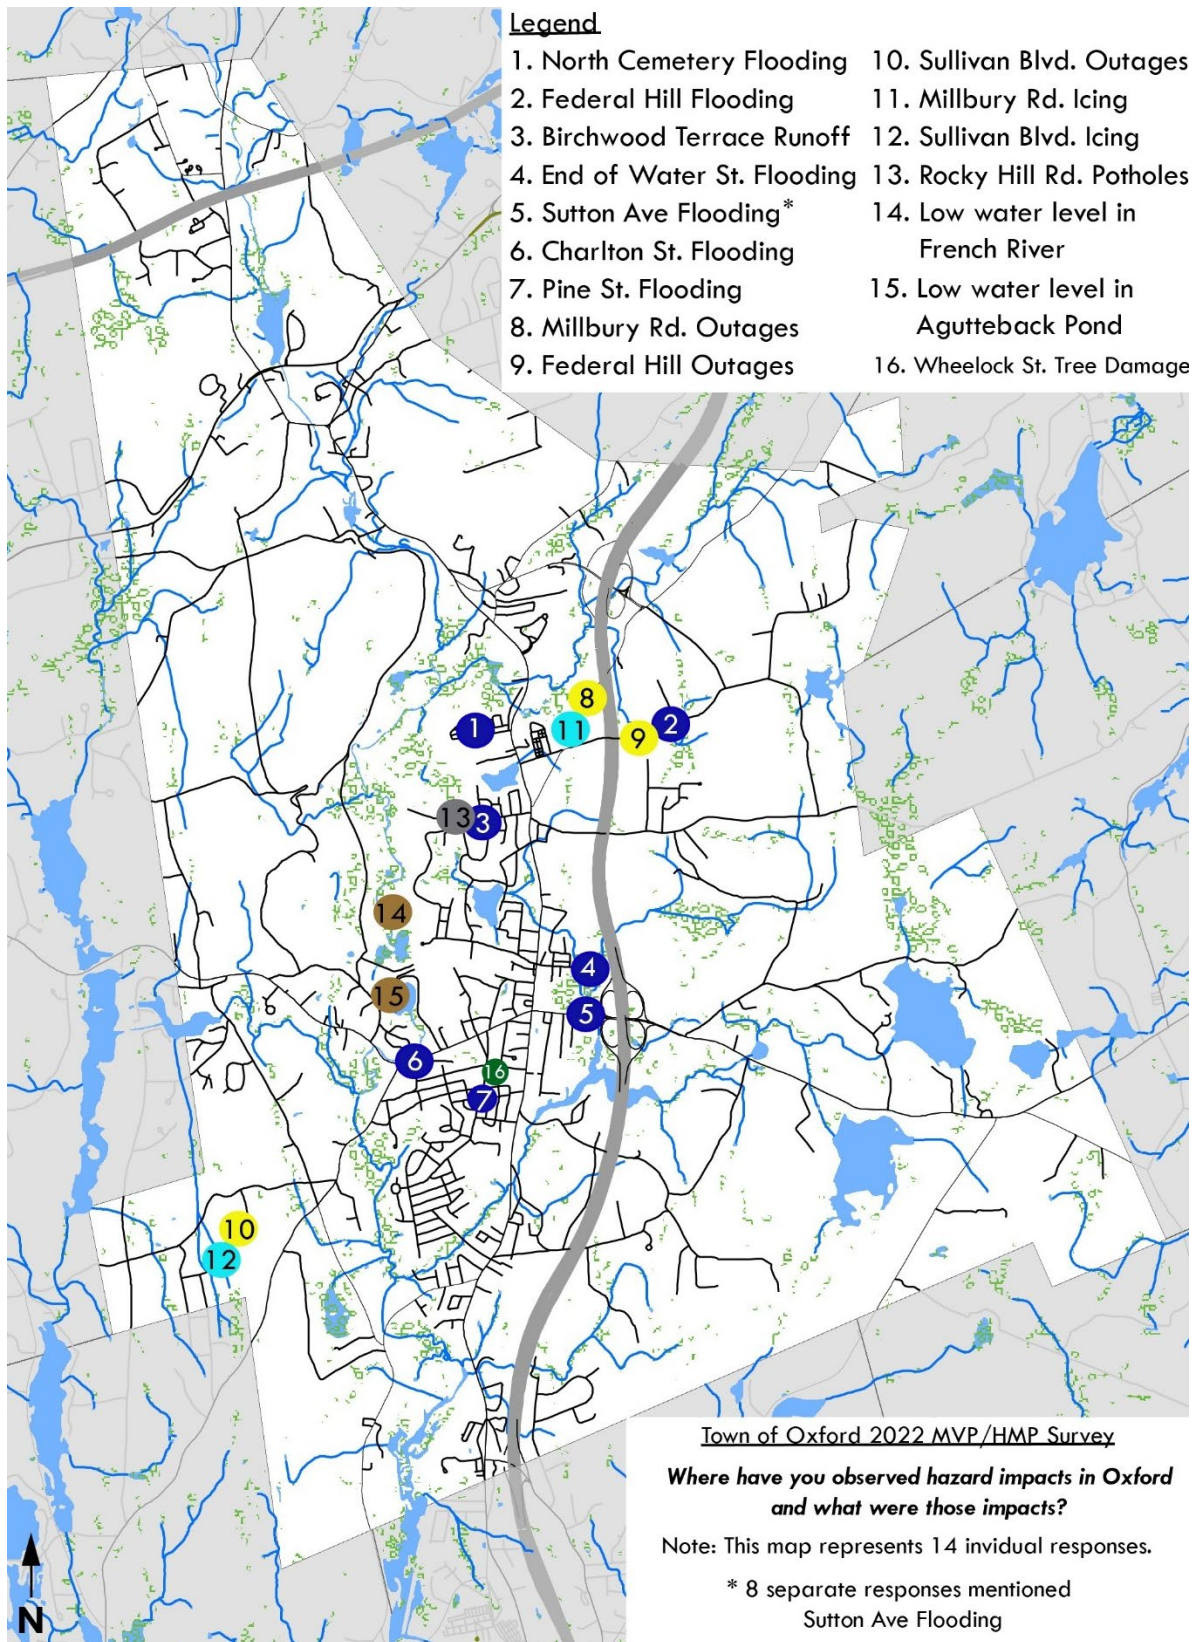 Legend
1. North Cemetery Flooding
2. Federal Hill Flooding
3. Birchwood Terrace Runoff
4. End of Water St. Flooding
5. Sutton Ave Flooding*
6. Charlton St. Flooding
7. Pine St. Flooding
8. Millbury Rd. Outages
9. Federal Hill Outages
10. Sullivan Blvd. Outages
11. Millbury Rd. Icing
12. Sullivan Blvd. Icing
13. Rocky Hill Rd. Potholes
14. Low water level in
French River
15. Low water level in
Agutteback Pond
16. Wheelock St. Tree Damage
8
1
11
9
2
13
3
14
4
15
5
6
16
7
10
12
N
Town of Oxford 2022 MVP/HMP Survey
Where have you observed hazard impacts in Oxford
and what were those impacts?
Note: This map represents 14 invidual responses.
* 8 separate responses mentioned
Sutton Ave Flooding